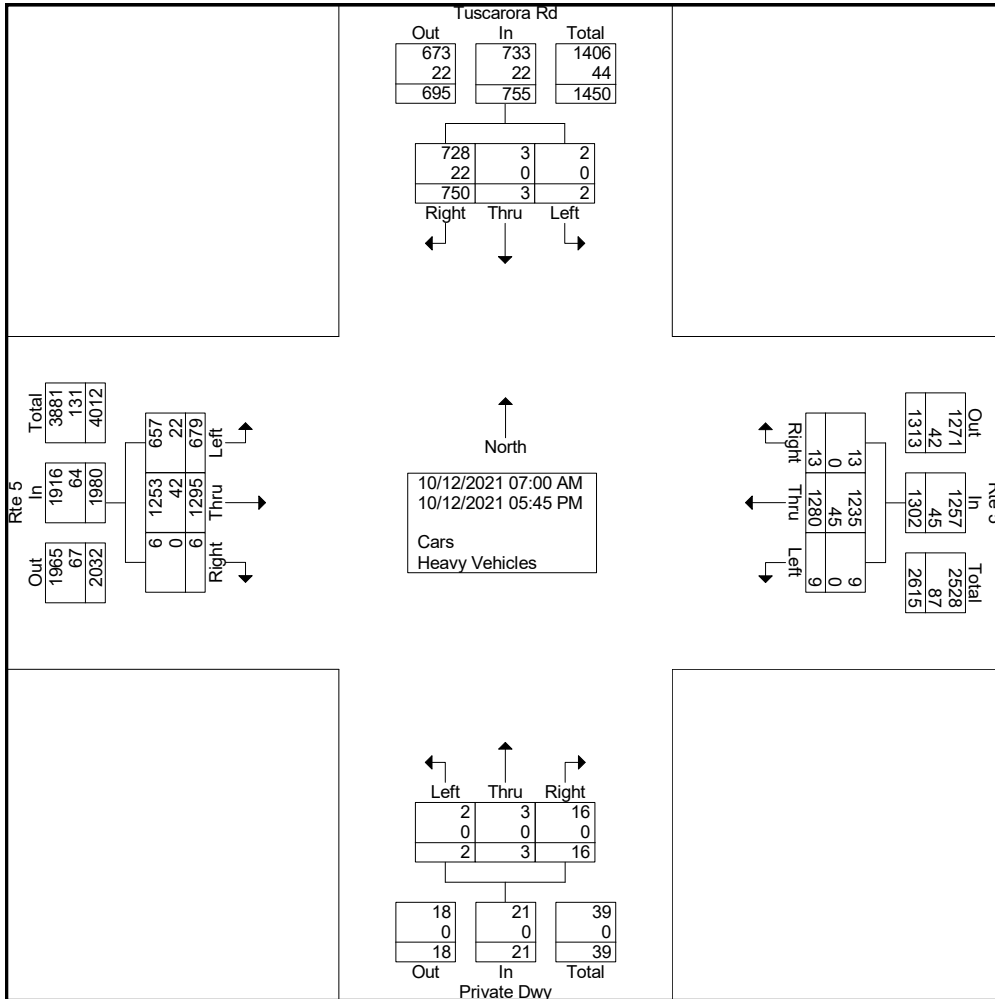 Tuscarora Rd
Out In Total
673 733 1406
22 22 44
695 755 1450
728 3 2
22 0 0
750 3 2
Right Thru Left
Rte 5
Total In Out
3881 1916 1965
131 64 67
4012 1980 2032
657 1253 6
22 42 0
679 1295 6
Left Thru Right
North
10/12/2021 07:00 AM
10/12/2021 05:45 PM
Cars
Heavy Vehicles
Right Thru Left
13 1280 9
0 45 0
13 1235 9
Rte 5
Out In Total
1271 1257 2528
42 45 87
1313 1302 2615
Left Thru Right
2 3 16
0 0 0
2 3 16
18 21 39
0 0 0
18 21 39
Out In Total
Private Dwy